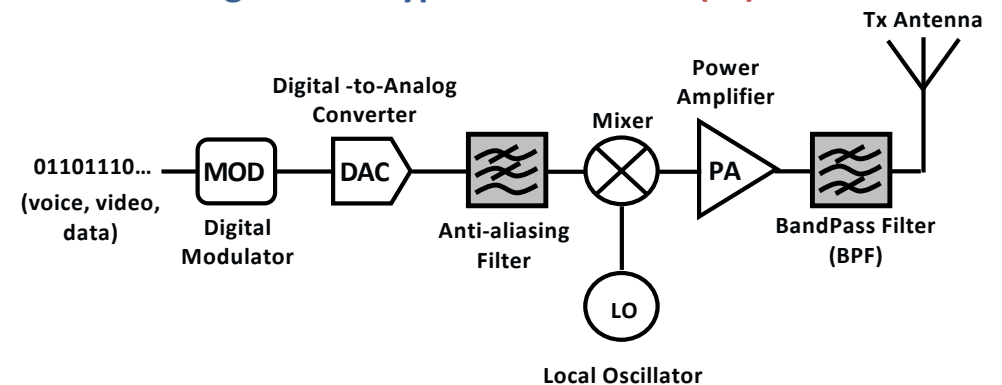 Tx Antenna
Digital -to-Analog
Converter
Power
Amplifier
Mixer
01101110...
(voice, video,
data)
MOD
Digital
Modulator
DAC
Anti-aliasing
Filter
PA
BandPass Filter
(BPF)
LO
Local Oscillator